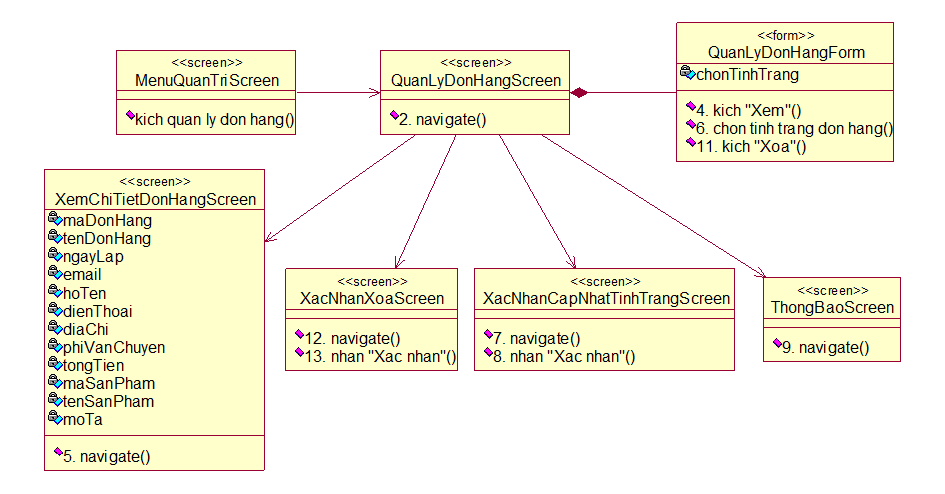 <<screen>>
MenuQuanTriScreen
kich quan ly don hang()
<<screen>>
QuanLyDonHangScreen
2. navigate()
<<form>>
QuanLyDonHangForm
chonTinhTrang
4. kich "Xem"()
6. chon tinh trang don hang()
11. kich "Xoa"()
<<screen>>
XemChiTietDonHangScreen
maDonHang
tenDonHang
ngayLap
email
hoTen
dienThoai
diaChi
phiVanChuyen
tongTien
maSanPham
tenSanPham
moTa
5. navigate()
<<screen>>
XacNhanXoaScreen
12. navigate()
13. nhan "Xac nhan"()
<<screen>>
XacNhanCapNhatTinhTrangScreen
7. navigate()
8. nhan "Xac nhan"()
<<screen>>
ThongBaoScreen
9. navigate()